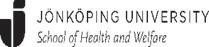 JÖNKÖPING UNIVERSITY
School of Health and Welfare